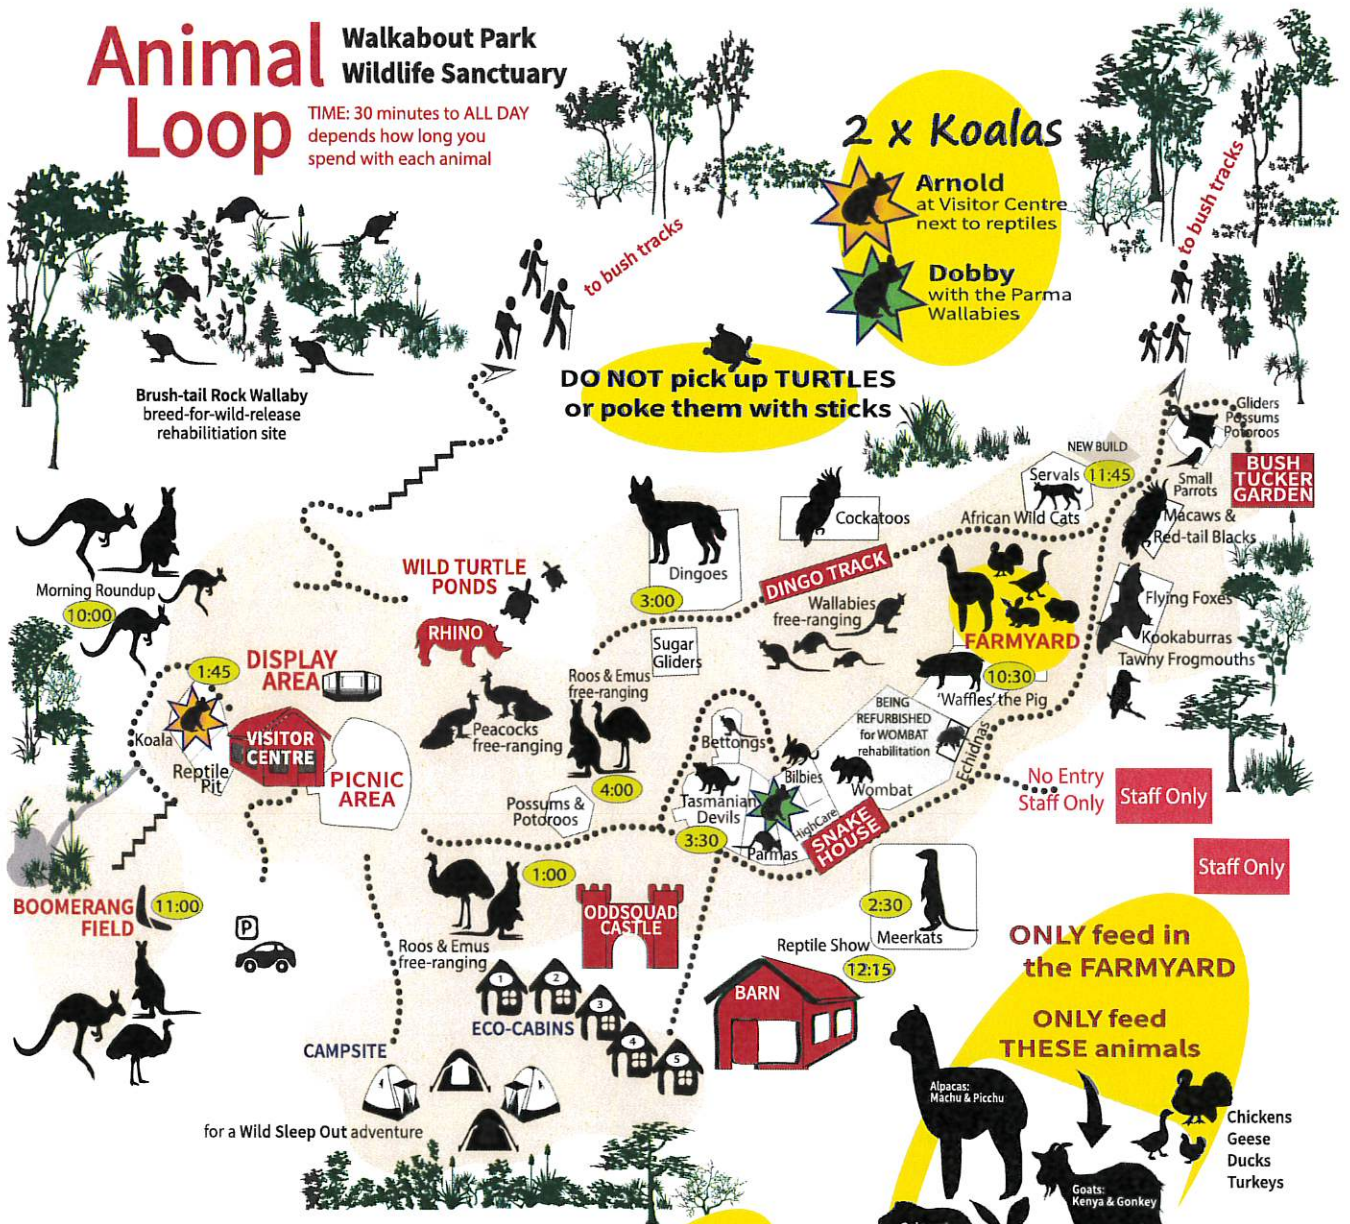 Animal
Loop
Walkabout Park
Wildlife Sanctuary
TIME: 30 minutes to ALL DAY
depends how long you
spend with each animal
2 x Koalas
Arnold
at Visitor Centre
next to reptiles
Dobby
with the Parma
Wallabies
to bush tracks
to bush tracks
DO NOT pick up TURTLES
or poke them with sticks
Brush-tail Rock Wallaby
breed-for-wild-release
rehabilitiation site
Gliders
Possums
Potoroos
BUSH
TUCKER
GARDEN
NEW BUILD
Servals
11:45
African Wild Cats
Small
Parrots
Macaws &
Red-tail Blacks
Cockatoos
Dingoes
3:00
DINGO TRACK
Morning Roundup
10:00
WILD TURTLE
PONDS
RHINO
Wallabies
free-ranging
Flying Foxes
Kookaburras
Tawny Frogmouths
FARMYARD
10:30
'Waffles' the Pig
Sugar
Gliders
1:45
DISPLAY
AREA
Roos & Emus
free-ranging
Peacocks
free-ranging
4:00
BEING
REFURBISHED
for WOMBAT
rehabilitation
Echidnas
Koala
VISITOR
CENTRE
Reptile
Pit
PICNIC
AREA
Bettongs
Bilbies
Wombat
Tasmanian
Devils
3:30
HighCare
Parmas
SNAKE
HOUSE
Possums &
Potoroos
No Entry
Staff Only
Staff Only
Staff Only
1:00
BOOMERANG
FIELD
11:00
P
Roos & Emus
free-ranging
ODDSQUAD
CASTLE
2:30
Meerkats
Reptile Show
12:15
BARN
1
2
3
4
5
ECO-CABINS
CAMPSITE
for a Wild Sleep Out adventure
ONLY feed in
the FARMYARD
ONLY feed
THESE animals
Alpacas:
Machu & Picchu
Goats:
Kenya & Gonkey
Chickens
Geese
Ducks
Turkeys